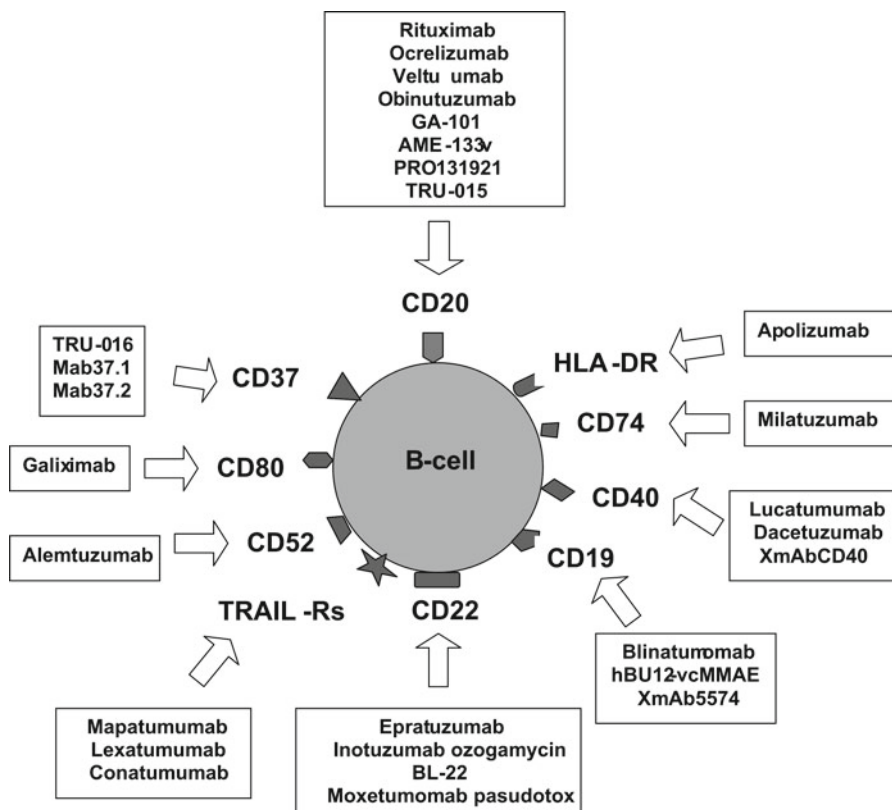 Rituximab
Ocrelizumab
Veltu umab
Obinutuzumab
GA-101
AME-133v
PRO131921
TRU-015
CD20
TRU-016
Mab37.1
Mab37.2
CD37
HLA-DR
Apolizumab
CD74
Milatuzumab
Galiximab
CD80
B-cell
CD40
Lucatumumab
Dacetuzumab
XmAbCD40
Alemtuzumab
CD52
CD19
TRAIL-Rs
CD22
Blinatumomab
hBU12-vcMMAE
XmAb5574
Mapatumumab
Lexatumumab
Conatumumab
Epratuzumab
Inotuzumab ozogamycin
BL-22
Moxetumomab pasudotox